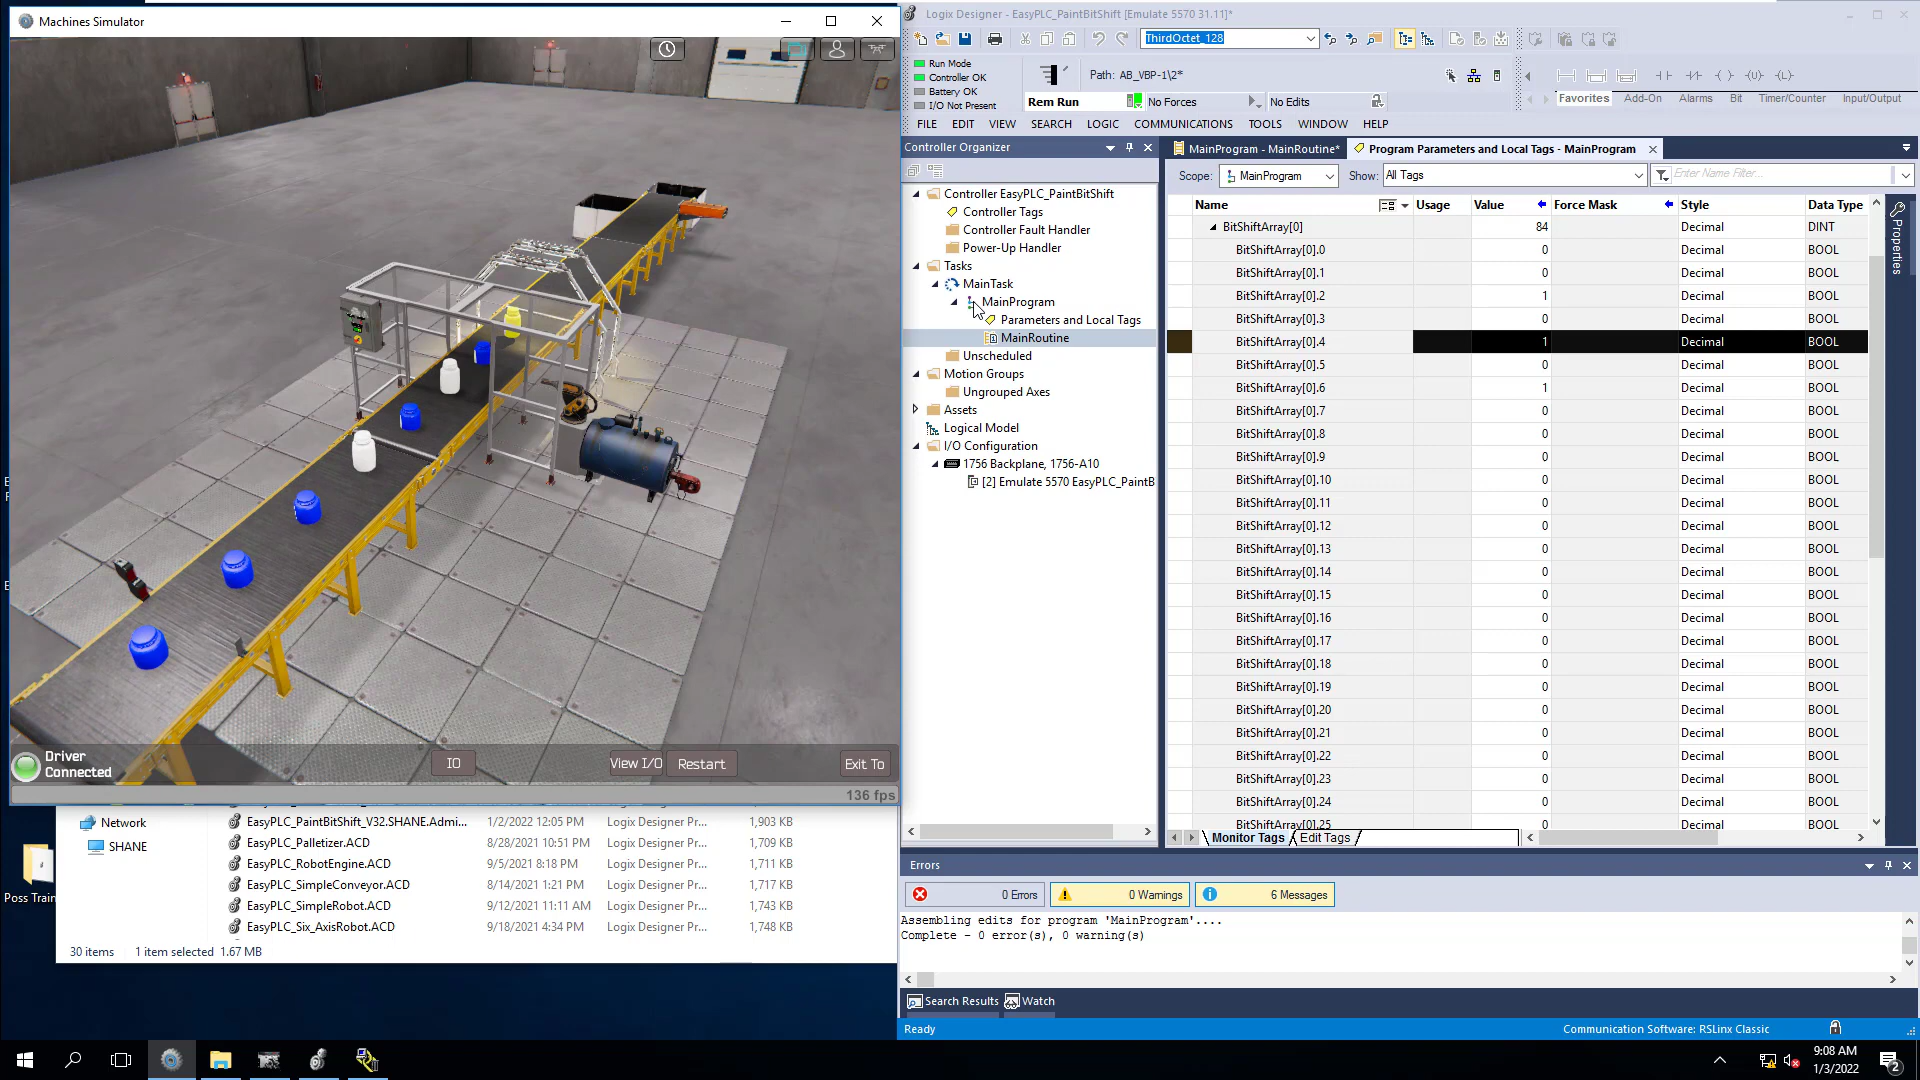 Machines Simulator
Driver
Connected
IO
View I/O
Restart
Exit To
136 fps
Network
SHANE
EasyPLC_PaintBitShift_V32.SHANE.Admi... 1/2/2022 12:05 PM Logix Designer Pr... 1,903 KB
EasyPLC_Palletizer.ACD 8/28/2021 10:51 PM Logix Designer Pr... 1,709 KB
EasyPLC_RobotEngine.ACD 9/5/2021 8:18 PM Logix Designer Pr... 1,711 KB
EasyPLC_SimpleConveyor.ACD 8/14/2021 1:21 PM Logix Designer Pr... 1,717 KB
EasyPLC_SimpleRobot.ACD 9/12/2021 11:11 AM Logix Designer Pr... 1,743 KB
EasyPLC_Six_AxisRobot.ACD 9/18/2021 4:34 PM Logix Designer Pr... 1,748 KB
30 items 1 item selected 1.67 MB
Poss Train
Logix Designer - EasyPLC_PaintBitShift [Emulate 5570 31.11]*
ThirdOctet_128
Run Mode
Controller OK
Battery OK
I/O Not Present
Path: AB_VBP-1\2*
Rem Run
No Forces
No Edits
Favorites Add-On Alarms Bit Timer/Counter Input/Output
FILE EDIT VIEW SEARCH LOGIC COMMUNICATIONS TOOLS WINDOW HELP
Controller Organizer
Controller EasyPLC_PaintBitShift
Controller Tags
Controller Fault Handler
Power-Up Handler
Tasks
MainTask
MainProgram
Parameters and Local Tags
MainRoutine
Unscheduled
Motion Groups
Ungrouped Axes
Assets
Logical Model
I/O Configuration
1756 Backplane, 1756-A10
[2] Emulate 5570 EasyPLC_PaintB
MainProgram - MainRoutine*
Program Parameters and Local Tags - MainProgram
Scope: MainProgram Show: All Tags Enter Name Filter...
Name Usage Value Force Mask Style Data Type
BitShiftArray[0] 84 Decimal DINT
BitShiftArray[0].0 0 Decimal BOOL
BitShiftArray[0].1 0 Decimal BOOL
BitShiftArray[0].2 1 Decimal BOOL
BitShiftArray[0].3 0 Decimal BOOL
BitShiftArray[0].4 1 Decimal BOOL
BitShiftArray[0].5 0 Decimal BOOL
BitShiftArray[0].6 1 Decimal BOOL
BitShiftArray[0].7 0 Decimal BOOL
BitShiftArray[0].8 0 Decimal BOOL
BitShiftArray[0].9 0 Decimal BOOL
BitShiftArray[0].10 0 Decimal BOOL
BitShiftArray[0].11 0 Decimal BOOL
BitShiftArray[0].12 0 Decimal BOOL
BitShiftArray[0].13 0 Decimal BOOL
BitShiftArray[0].14 0 Decimal BOOL
BitShiftArray[0].15 0 Decimal BOOL
BitShiftArray[0].16 0 Decimal BOOL
BitShiftArray[0].17 0 Decimal BOOL
BitShiftArray[0].18 0 Decimal BOOL
BitShiftArray[0].19 0 Decimal BOOL
BitShiftArray[0].20 0 Decimal BOOL
BitShiftArray[0].21 0 Decimal BOOL
BitShiftArray[0].22 0 Decimal BOOL
BitShiftArray[0].23 0 Decimal BOOL
BitShiftArray[0].24 0 Decimal BOOL
BitShiftArray[0].25 0 Decimal BOOL
Monitor Tags Edit Tags
Properties
Errors
0 Errors 0 Warnings 6 Messages
Assembling edits for program 'MainProgram'....
Complete - 0 error(s), 0 warning(s)
Search Results Watch
Ready
Communication Software: RSLinx Classic
9:08 AM
1/3/2022
2